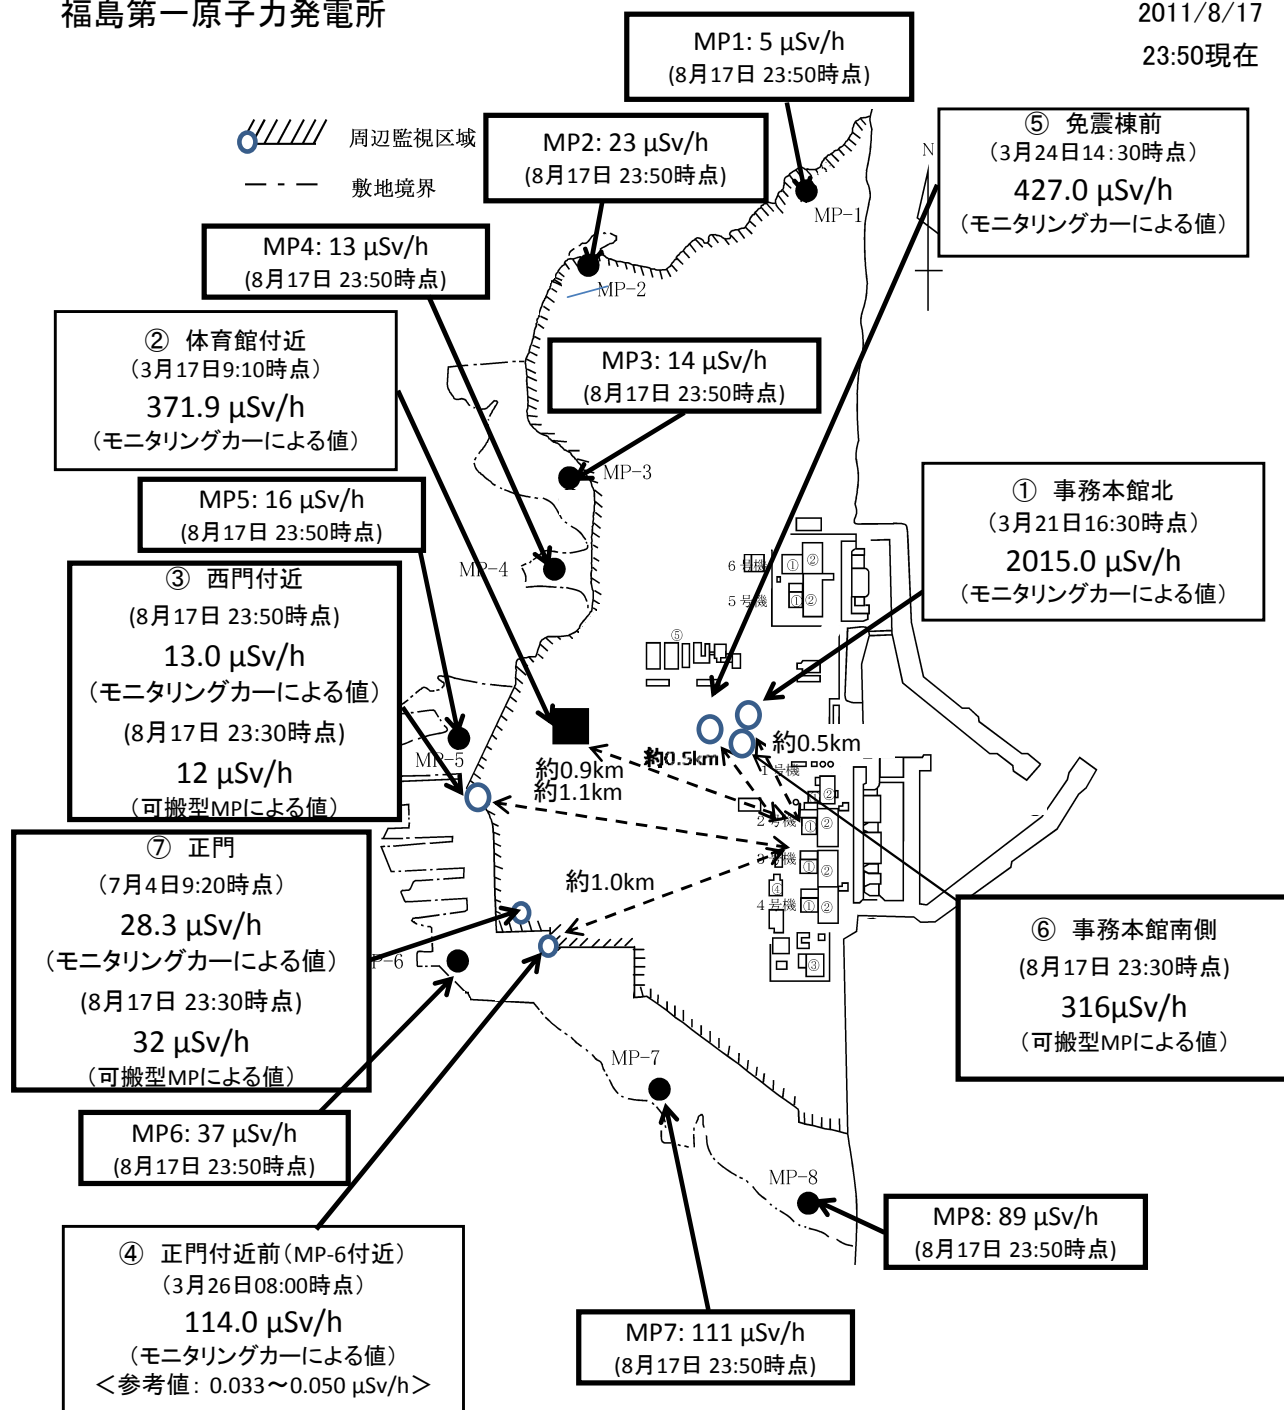 福島第一原子力発電所
2011/8/17
23:50現在
MP1: 5 μSv/h
(8月17日 23:50時点)
周辺監視区域
敷地境界
MP2: 23 μSv/h
(8月17日 23:50時点)
⑤ 免震棟前
(3月24日14:30時点)
427.0 μSv/h
(モニタリングカーによる値)
N
MP-1
MP4: 13 μSv/h
(8月17日 23:50時点)
MP-2
② 体育館付近
(3月17日9:10時点)
371.9 μSv/h
(モニタリングカーによる値)
MP3: 14 μSv/h
(8月17日 23:50時点)
MP-3
MP5: 16 μSv/h
(8月17日 23:50時点)
① 事務本館北
(3月21日16:30時点)
2015.0 μSv/h
(モニタリングカーによる値)
MP-4
6号機
① ②
5号機
① ②
③ 西門付近
(8月17日 23:50時点)
13.0 μSv/h
(モニタリングカーによる値)
(8月17日 23:30時点)
12 μSv/h
(可搬型MPによる値)
⑤
MP-5
約0.9km
約1.1km
約0.5km
約0.5km
1号機
① ②
2号機
① ②
3号機
① ②
④
4号機
① ②
③
⑦ 正門
(7月4日9:20時点)
28.3 μSv/h
(モニタリングカーによる値)
(8月17日 23:30時点)
32 μSv/h
(可搬型MPによる値)
約1.0km
P-6
⑥ 事務本館南側
(8月17日 23:30時点)
316μSv/h
(可搬型MPによる値)
MP-7
MP6: 37 μSv/h
(8月17日 23:50時点)
MP-8
MP8: 89 μSv/h
(8月17日 23:50時点)
④ 正門付近前(MP-6付近)
(3月26日08:00時点)
114.0 μSv/h
(モニタリングカーによる値)
<参考値: 0.033~0.050 μSv/h>
MP7: 111 μSv/h
(8月17日 23:50時点)